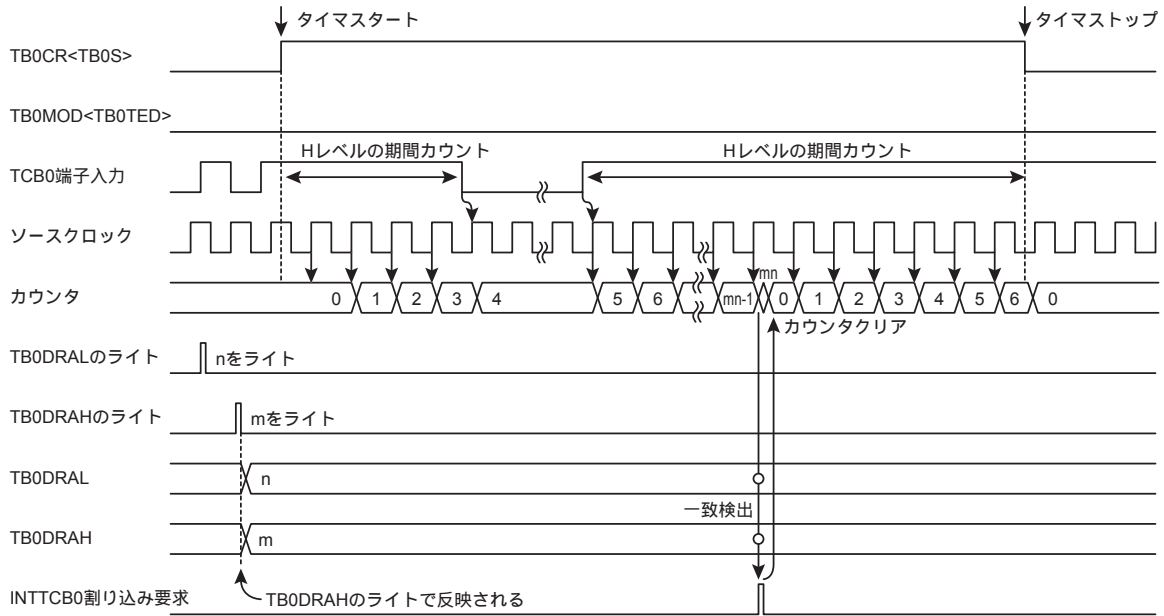 タイマスタート
タイマストップ
TB0CR<TB0S>
TB0MOD<TB0TED>
Hレベルの期間カウント
Hレベルの期間カウント
TCB0端子入力
ソースクロック
mn
カウンタ 0 1 2 3 4 5 6 mn-1 0 1 2 3 4 5 6 0
カウンタクリア
TB0DRALのライト nをライト
TB0DRAHのライト mをライト
TB0DRAL n
一致検出
TB0DRAH m
INTTCB0割り込み要求 TB0DRAHのライトで反映される